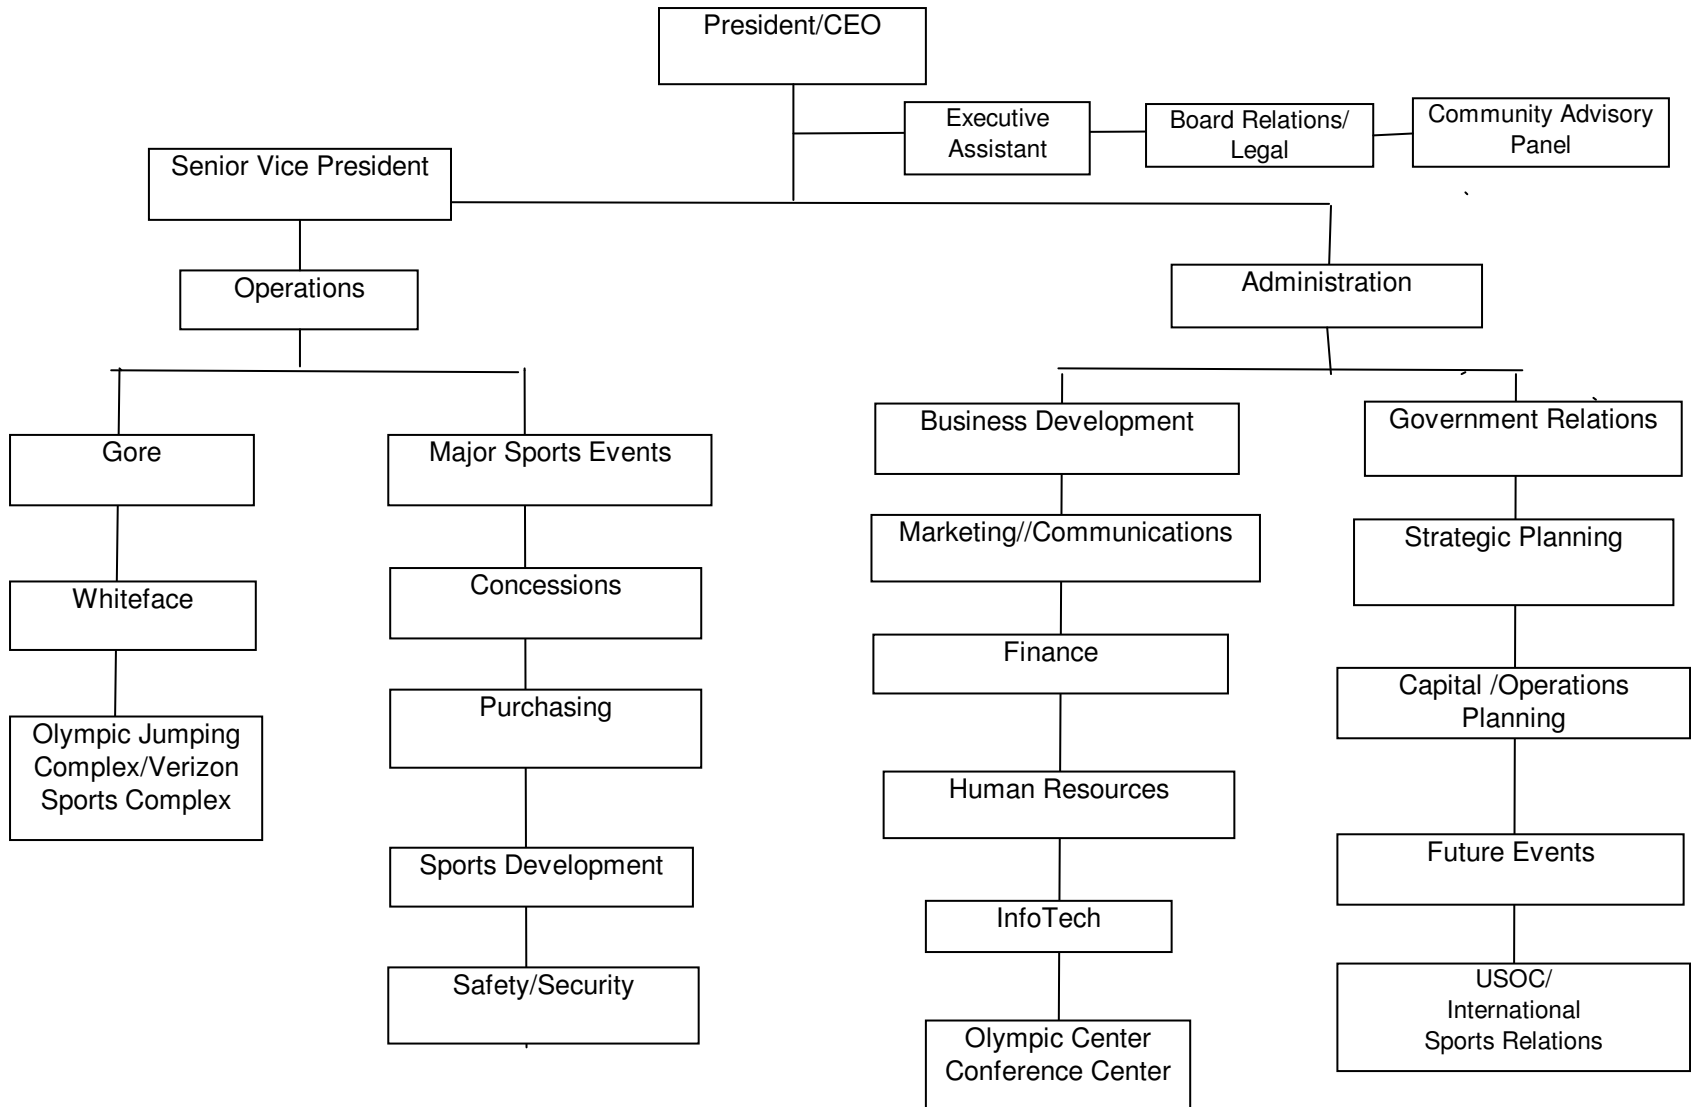 President/CEO
Executive
Assistant
Board Relations/
Legal
Community Advisory
Panel
Senior Vice President
Operations
Administration
Gore
Whiteface
Olympic Jumping
Complex/Verizon
Sports Complex
Major Sports Events
Concessions
Purchasing
Sports Development
Safety/Security
Business Development
Marketing//Communications
Finance
Human Resources
InfoTech
Olympic Center
Conference Center
Government Relations
Strategic Planning
Capital /Operations
Planning
Future Events
USOC/
International
Sports Relations